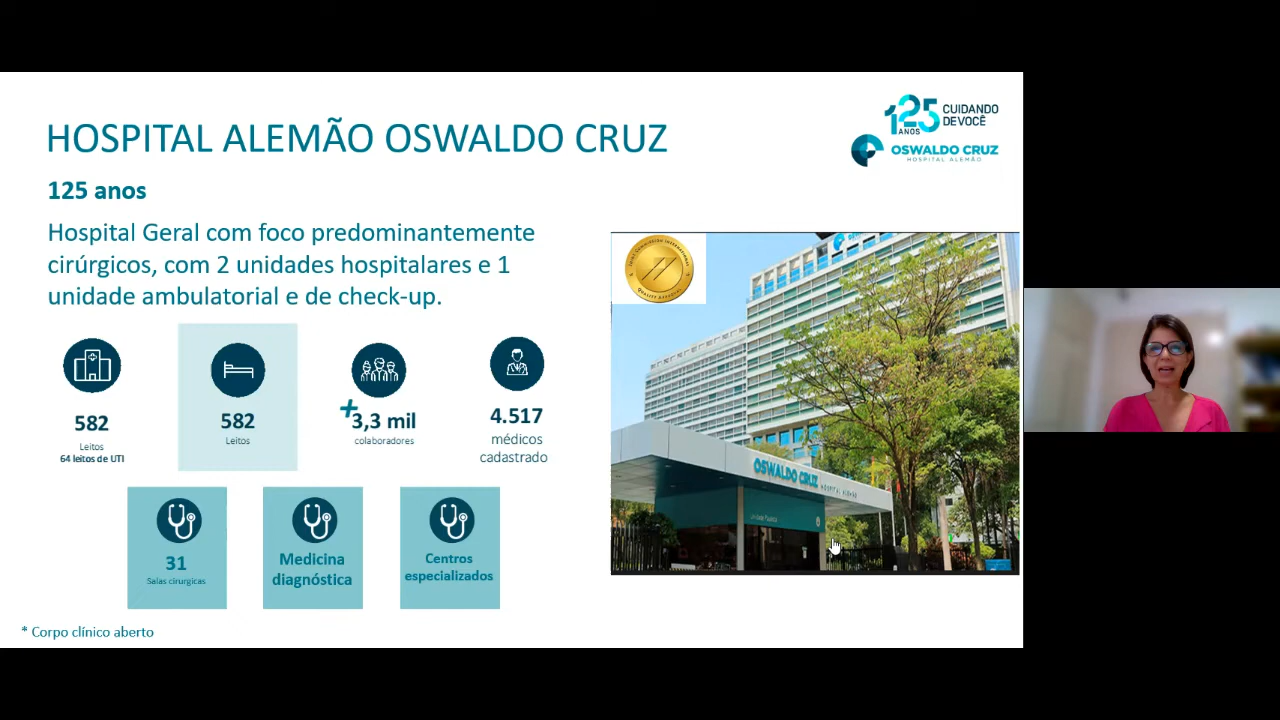 HOSPITAL ALEMÃO OSWALDO CRUZ
125
ANOS
CUIDANDO
DE VOCÊ
OSWALDO CRUZ
HOSPITAL ALEMÃO
125 anos
Hospital Geral com foco predominantemente
cirúrgicos, com 2 unidades hospitalares e 1
unidade ambulatorial e de check-up.
582
Leitos
64 leitos de UTI
582
Leitos
+3,3 mil
colaboradores
4.517
médicos
cadastrado
31
Salas cirurgicas
Medicina
diagnóstica
Centros
especializados
OSWALDO CRUZ HOSPITAL ALEMÃO
* Corpo clínico aberto